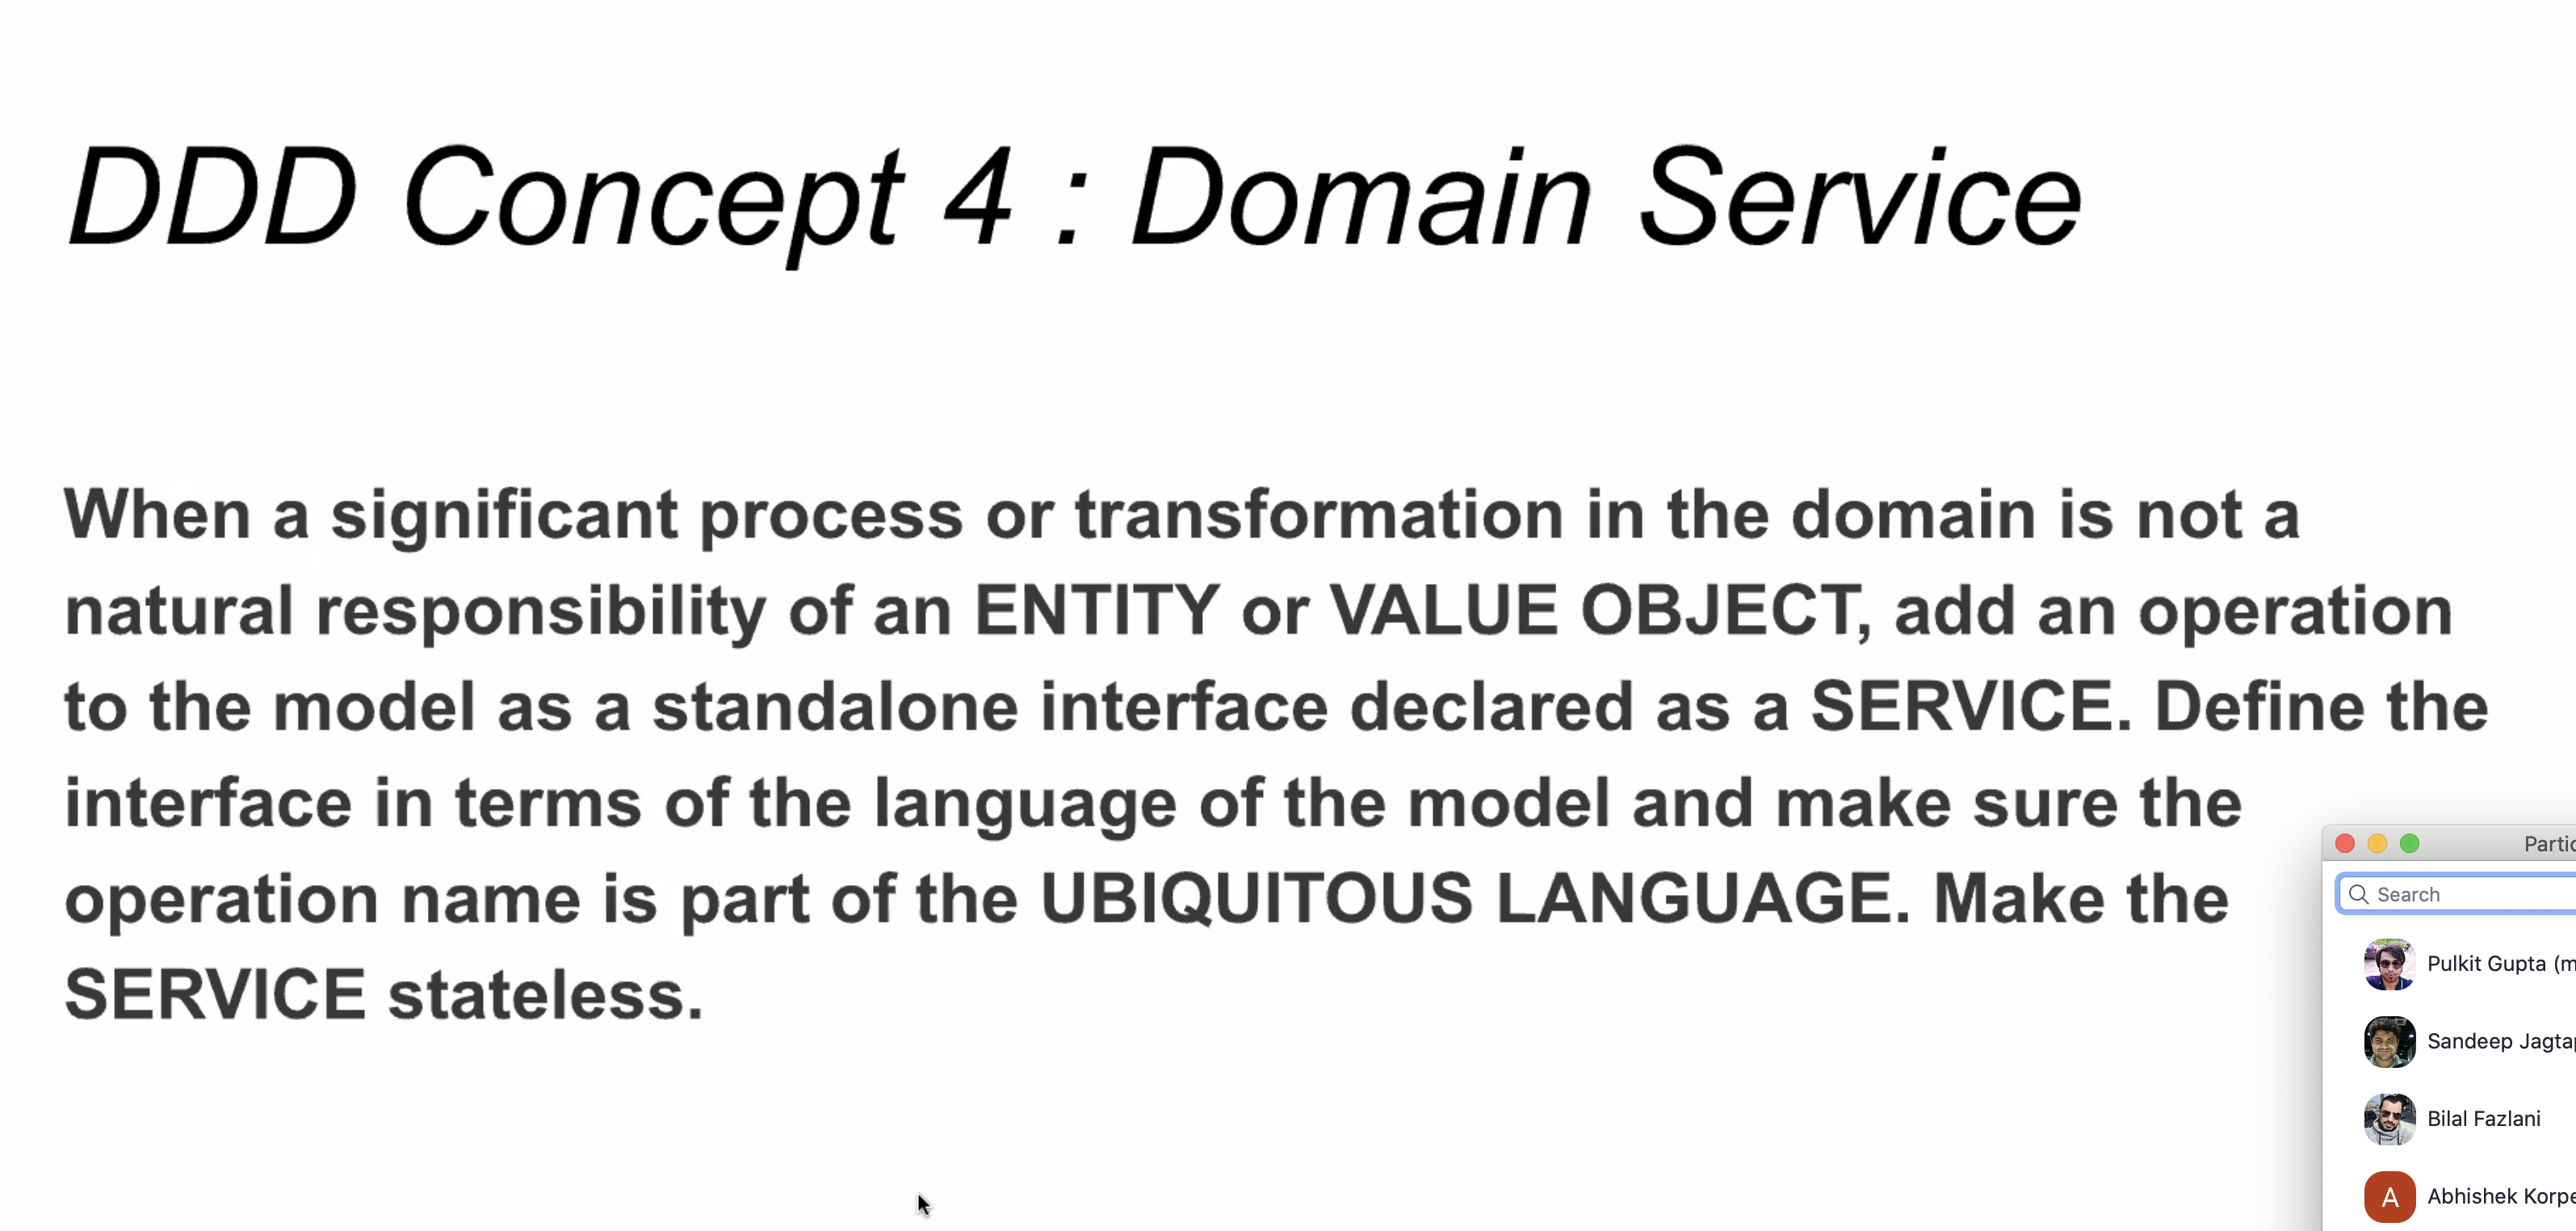 DDD Concept 4 : Domain Service
When a significant process or transformation in the domain is not a
natural responsibility of an ENTITY or VALUE OBJECT, add an operation
to the model as a standalone interface declared as a SERVICE. Define the
interface in terms of the language of the model and make sure the
operation name is part of the UBIQUITOUS LANGUAGE. Make the
SERVICE stateless.
Search
Pulkit Gupta
Sandeep
Bilal Fazlani
A Abhishek